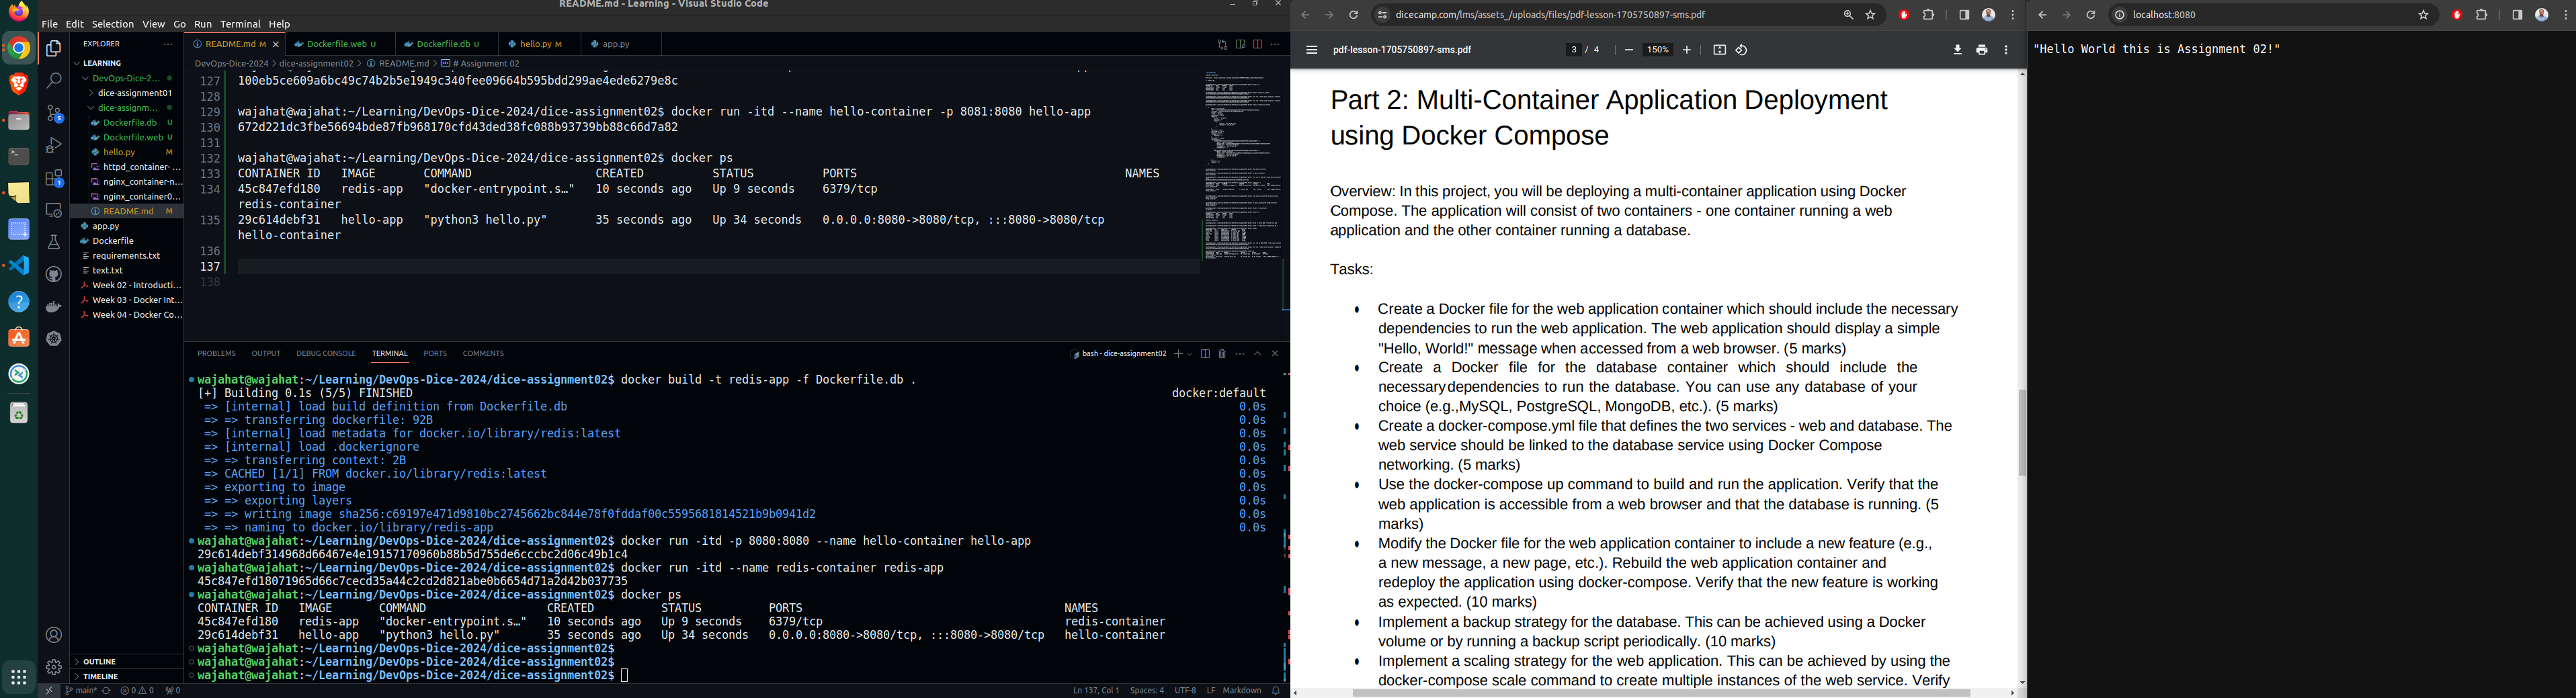 README.md - Learning - Visual Studio Code
File Edit Selection View Go Run Terminal Help
EXPLORER
LEARNING
DevOps-Dice-2...
dice-assignment01
dice-assignm...
Dockerfile.db U
Dockerfile.web U
hello.py M
httpd_container-...
nginx_container-n...
nginx_container0...
README.md M
app.py
Dockerfile
requirements.txt
text.txt
Week 02 - Introducti...
Week 03 - Docker Int...
Week 04 - Docker Co...
OUTLINE
TIMELINE
README.md M Dockerfile.web U Dockerfile.db U hello.py M app.py
DevOps-Dice-2024 > dice-assignment02 > README.md > # Assignment 02
127 100eb5ce609a6bc49c74b2b5e1949c340fee09664b595bdd299ae4ede6279e8c
128
129 wajahat@wajahat:~/Learning/DevOps-Dice-2024/dice-assignment02$ docker run -itd --name hello-container -p 8081:8080 hello-app
130 672d221dc3fbe56694bde87fb968170cfd43ded38fc088b93739bb88c66d7a82
131
132 wajahat@wajahat:~/Learning/DevOps-Dice-2024/dice-assignment02$ docker ps
133 CONTAINER ID IMAGE COMMAND CREATED STATUS PORTS NAMES
134 45c847efd180 redis-app "docker-entrypoint.s…" 10 seconds ago Up 9 seconds 6379/tcp
redis-container
135 29c614debf31 hello-app "python3 hello.py" 35 seconds ago Up 34 seconds 0.0.0.0:8080->8080/tcp, :::8080->8080/tcp
hello-container
136
137
138
PROBLEMS OUTPUT DEBUG CONSOLE TERMINAL PORTS COMMENTS
bash - dice-assignment02
wajahat@wajahat:~/Learning/DevOps-Dice-2024/dice-assignment02$ docker build -t redis-app -f Dockerfile.db .
[+] Building 0.1s (5/5) FINISHED docker:default
=> [internal] load build definition from Dockerfile.db 0.0s
=> => transferring dockerfile: 92B 0.0s
=> [internal] load metadata for docker.io/library/redis:latest 0.0s
=> [internal] load .dockerignore 0.0s
=> => transferring context: 2B 0.0s
=> CACHED [1/1] FROM docker.io/library/redis:latest 0.0s
=> exporting to image 0.0s
=> => exporting layers 0.0s
=> => writing image sha256:c69197e471d9810bc2745662bc844e78f0fddaf00c5595681814521b9b0941d2 0.0s
=> => naming to docker.io/library/redis-app 0.0s
wajahat@wajahat:~/Learning/DevOps-Dice-2024/dice-assignment02$ docker run -itd -p 8080:8080 --name hello-container hello-app
29c614debf314968d66467e4e19157170960b88b5d755de6cccbc2d06c49b1c4
wajahat@wajahat:~/Learning/DevOps-Dice-2024/dice-assignment02$ docker run -itd --name redis-container redis-app
45c847efd18071965d66c7cecd35a44c2cd2d821abe0b6654d71a2d42b037735
wajahat@wajahat:~/Learning/DevOps-Dice-2024/dice-assignment02$ docker ps
CONTAINER ID IMAGE COMMAND CREATED STATUS PORTS NAMES
45c847efd180 redis-app "docker-entrypoint.s…" 10 seconds ago Up 9 seconds 6379/tcp redis-container
29c614debf31 hello-app "python3 hello.py" 35 seconds ago Up 34 seconds 0.0.0.0:8080->8080/tcp, :::8080->8080/tcp hello-container
wajahat@wajahat:~/Learning/DevOps-Dice-2024/dice-assignment02$
wajahat@wajahat:~/Learning/DevOps-Dice-2024/dice-assignment02$
wajahat@wajahat:~/Learning/DevOps-Dice-2024/dice-assignment02$
main* 0 0 0 Ln 137, Col 1 Spaces: 4 UTF-8 LF Markdown
dicecamp.com/lms/assets_/uploads/files/pdf-lesson-1705750897-sms.pdf
pdf-lesson-1705750897-sms.pdf 3 / 4 150%
Part 2: Multi-Container Application Deployment
using Docker Compose
Overview: In this project, you will be deploying a multi-container application using Docker
Compose. The application will consist of two containers - one container running a web
application and the other container running a database.
Tasks:
● Create a Docker file for the web application container which should include the necessary
dependencies to run the web application. The web application should display a simple
"Hello, World!" message when accessed from a web browser. (5 marks)
● Create a Docker file for the database container which should include the
necessarydependencies to run the database. You can use any database of your
choice (e.g.,MySQL, PostgreSQL, MongoDB, etc.). (5 marks)
● Create a docker-compose.yml file that defines the two services - web and database. The
web service should be linked to the database service using Docker Compose
networking. (5 marks)
● Use the docker-compose up command to build and run the application. Verify that the
web application is accessible from a web browser and that the database is running. (5
marks)
● Modify the Docker file for the web application container to include a new feature (e.g.,
a new message, a new page, etc.). Rebuild the web application container and
redeploy the application using docker-compose. Verify that the new feature is working
as expected. (10 marks)
● Implement a backup strategy for the database. This can be achieved using a Docker
volume or by running a backup script periodically. (10 marks)
● Implement a scaling strategy for the web application. This can be achieved by using the
docker-compose scale command to create multiple instances of the web service. Verify
localhost:8080
"Hello World this is Assignment 02!"